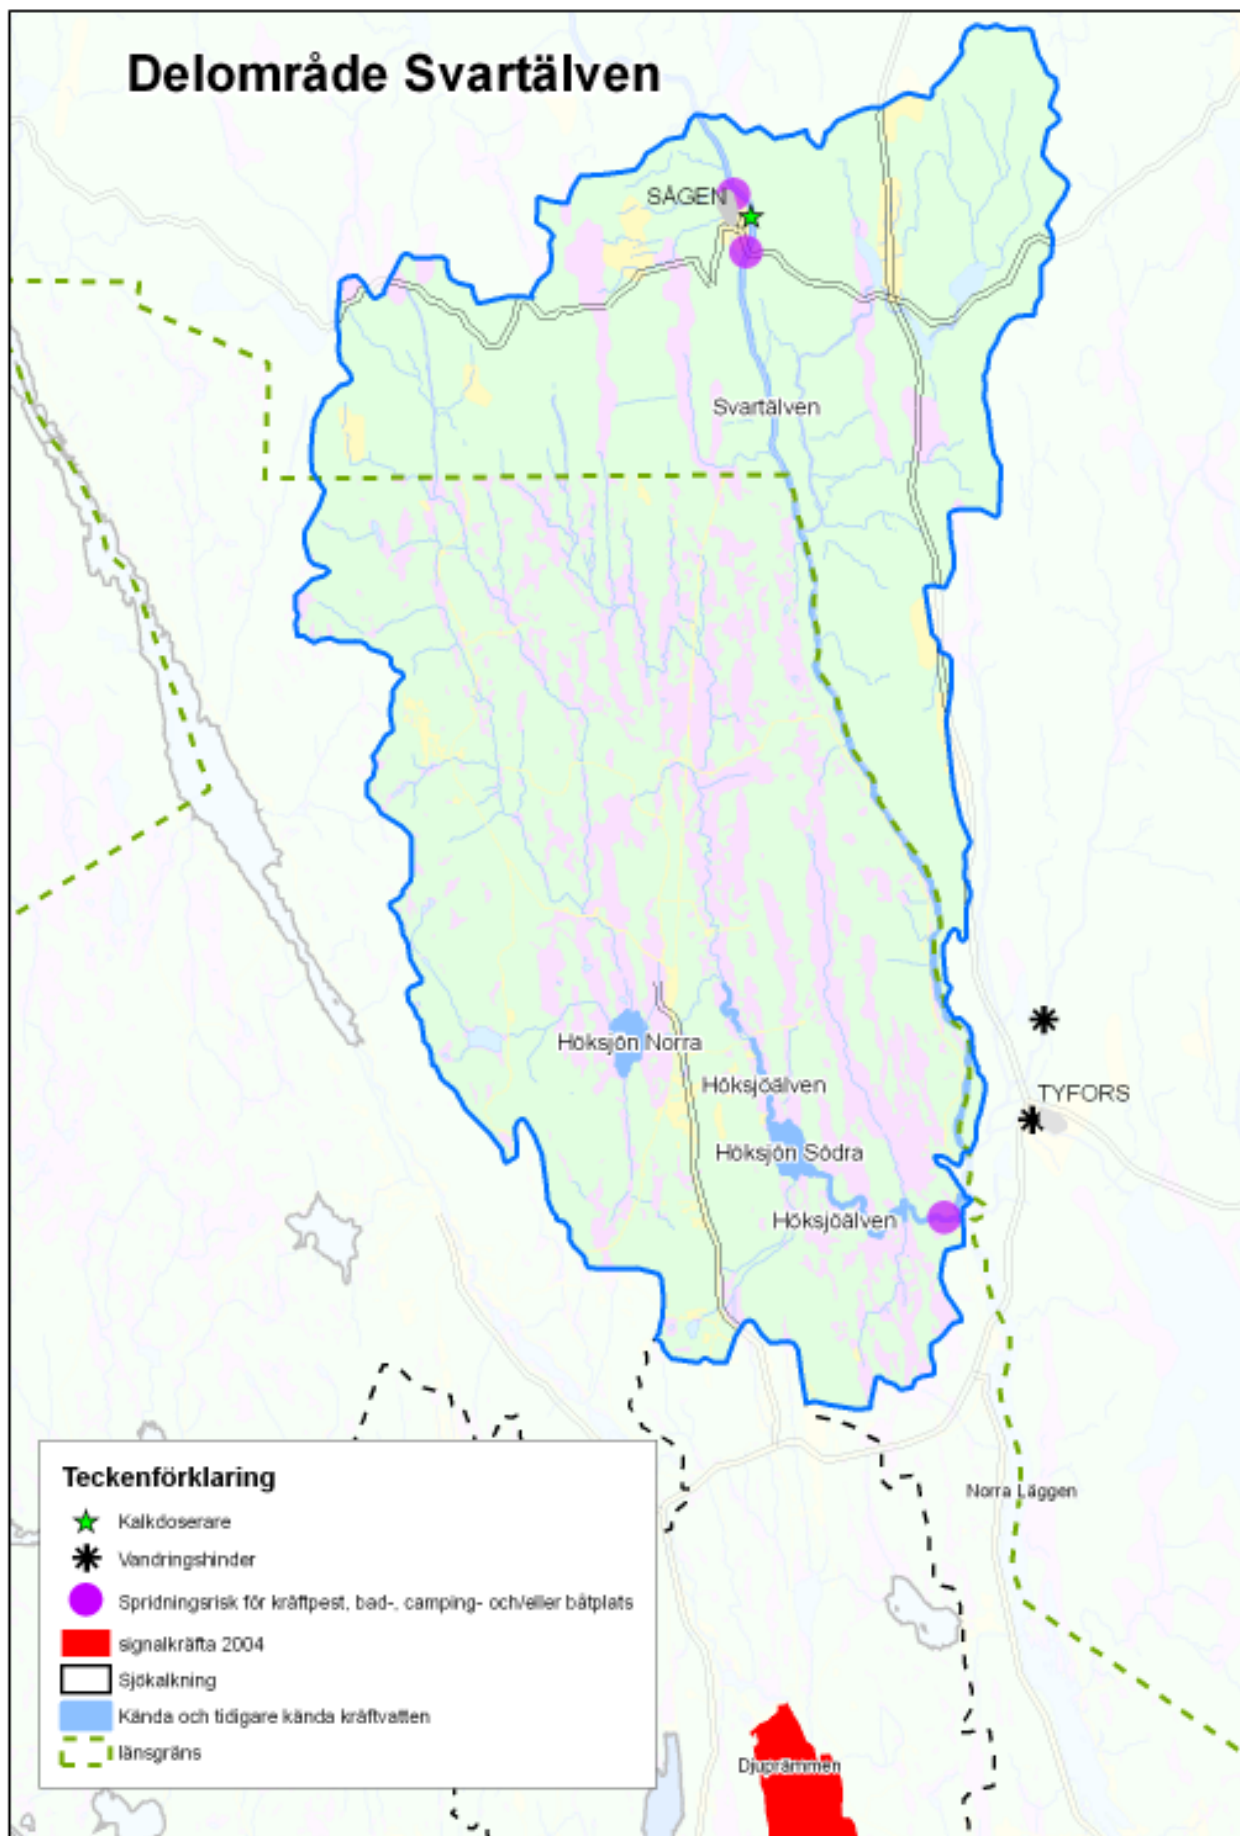 Delområde Svartälven
SÅGEN
Svartälven
Höksjön Norra
Höksjöälven
TYFORS
Höksjön Södra
Höksjöälven
Norra Läggen
Djuprämmen
Teckenförklaring
Kalkdoserare
Vandringshinder
Spridningsrisk för kräftpest, bad-, camping- och/eller båtplats
signalkräfta 2004
Sjökalkning
Kända och tidigare kända kräftvatten
länsgräns